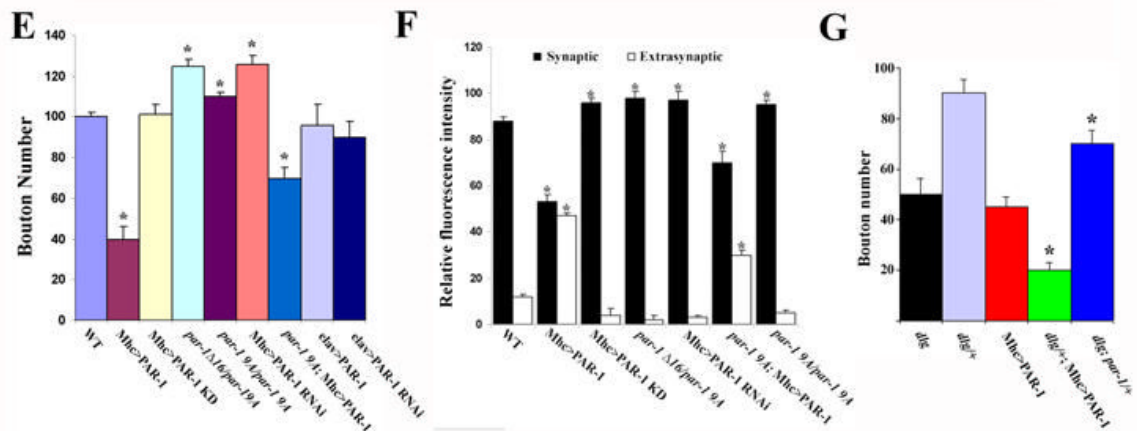 E
Bouton Number
140
120
100
80
60
40
20
0
*
*
*
*
*
WT
Mhc>PAR-1
Mhc>PAR-1 KD
par-1Δ16/par-19A
par-1 9A/par-1 9A
Mhc>PAR-1 RNAi
par-1 9A; Mhc>PAR-1
elav>PAR-1
elav>PAR-1 RNAi
F
Relative fluorescence intensity
120
100
80
60
40
20
0
Synaptic
Extrasynaptic
*
*
*
*
*
*
*
*
WT
Mhc>PAR-1
Mhc>PAR-1 KD
par-1 Δ16/par-1 9A
Mhc>PAR-1 RNAi
par-1 9A; Mhc>PAR-1
par-1 9A/par-1 9A
G
Bouton number
100
80
60
40
20
*
*
dlg
dlg/+
Mhc>PAR-1
dlg/+; Mhc>PAR-1
dlg; par-1/+